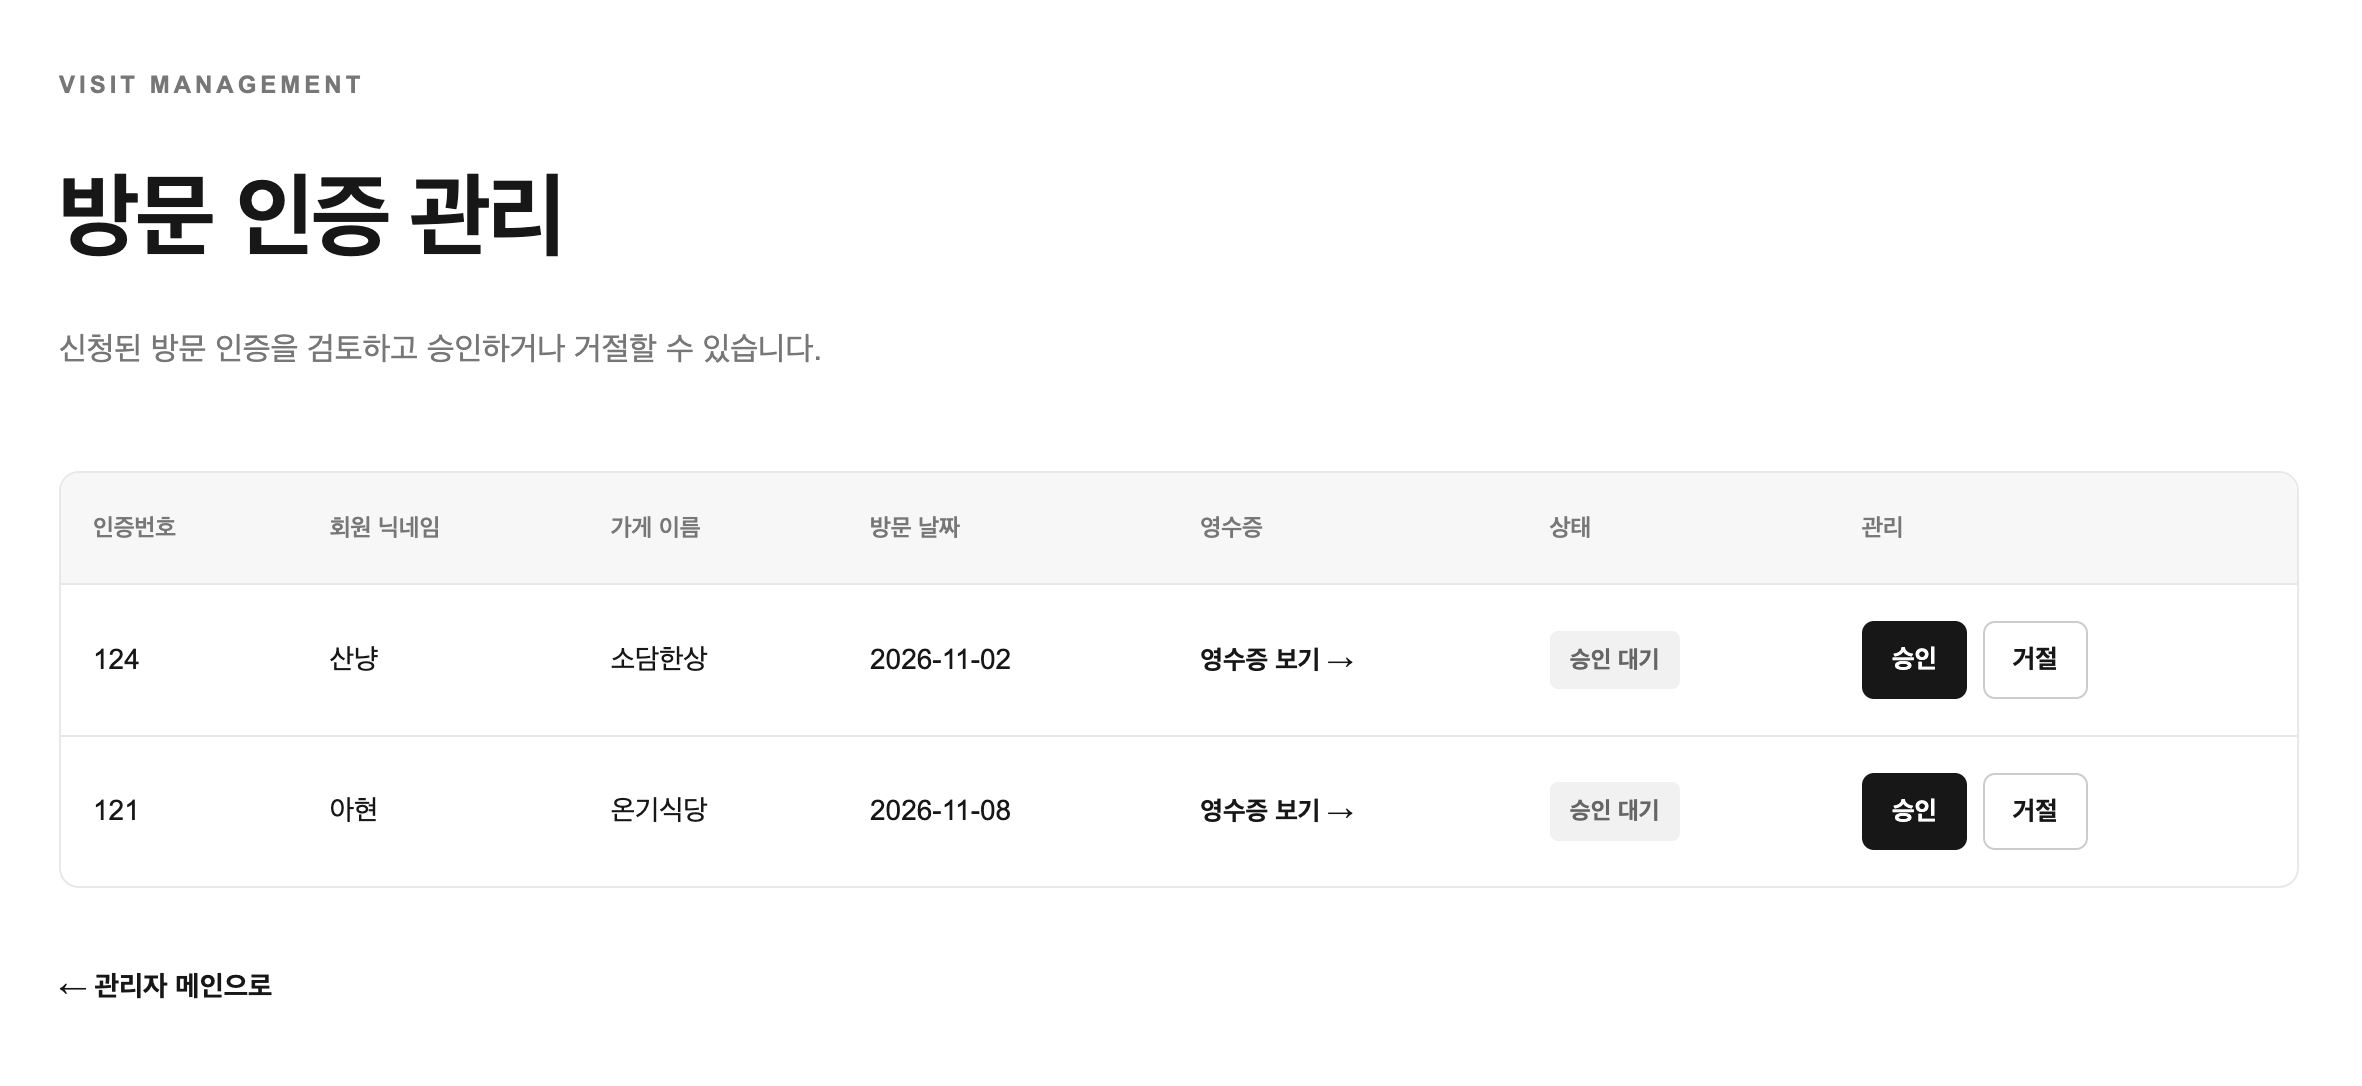 VISIT MANAGEMENT
방문 인증 관리
신청된 방문 인증을 검토하고 승인하거나 거절할 수 있습니다.
인증번호 회원 닉네임 가게 이름 방문 날짜 영수증 상태 관리
124 산냥 소담한상 2026-11-02 영수증 보기 → 승인 대기 승인 거절
121 아현 온기식당 2026-11-08 영수증 보기 → 승인 대기 승인 거절
← 관리자 메인으로